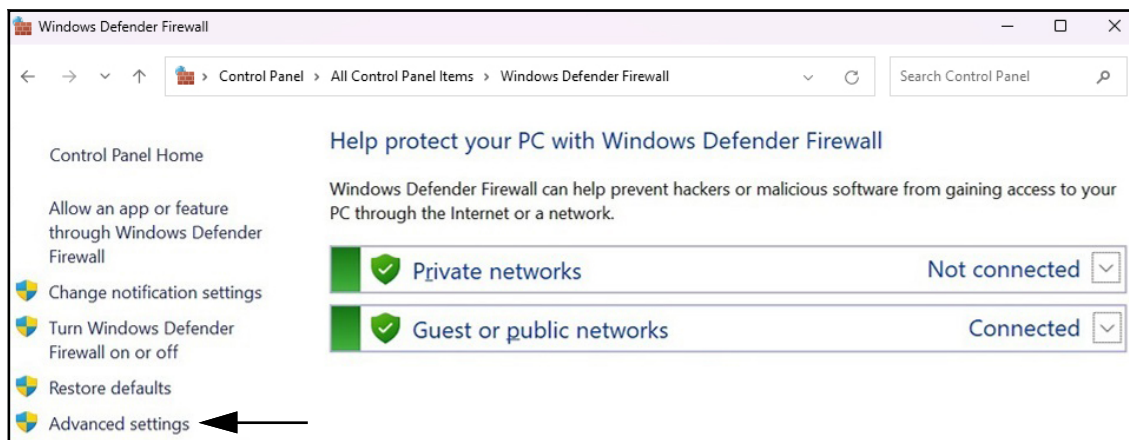 Windows Defender Firewall
Control Panel > All Control Panel Items > Windows Defender Firewall
Search Control Panel
Control Panel Home
Allow an app or feature
through Windows Defender
Firewall
Change notification settings
Turn Windows Defender
Firewall on or off
Restore defaults
Advanced settings
Help protect your PC with Windows Defender Firewall
Windows Defender Firewall can help prevent hackers or malicious software from gaining access to your
PC through the Internet or a network.
Private networks Not connected
Guest or public networks Connected